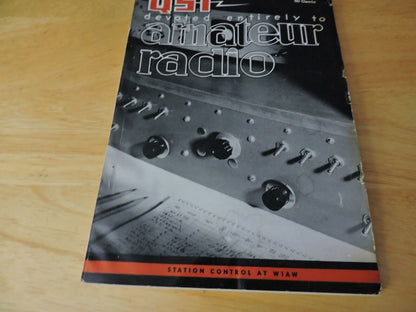 QST
devoted entirely to
amateur
radio
STATION CONTROL AT W1AW